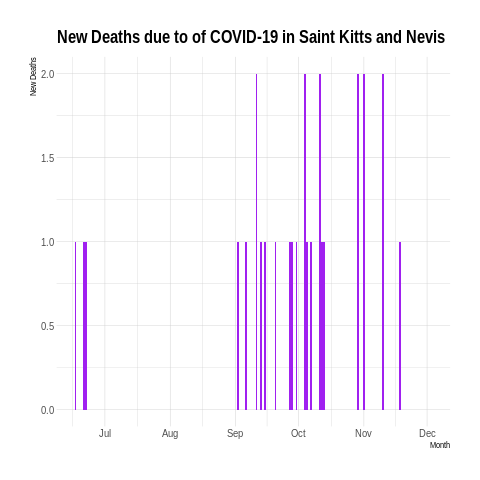 New Deaths due to of COVID-19 in Saint Kitts and Nevis
New Deaths
2.0
1.5
1.0
0.5
0.0
Jul Aug Sep Oct Nov Dec
Month